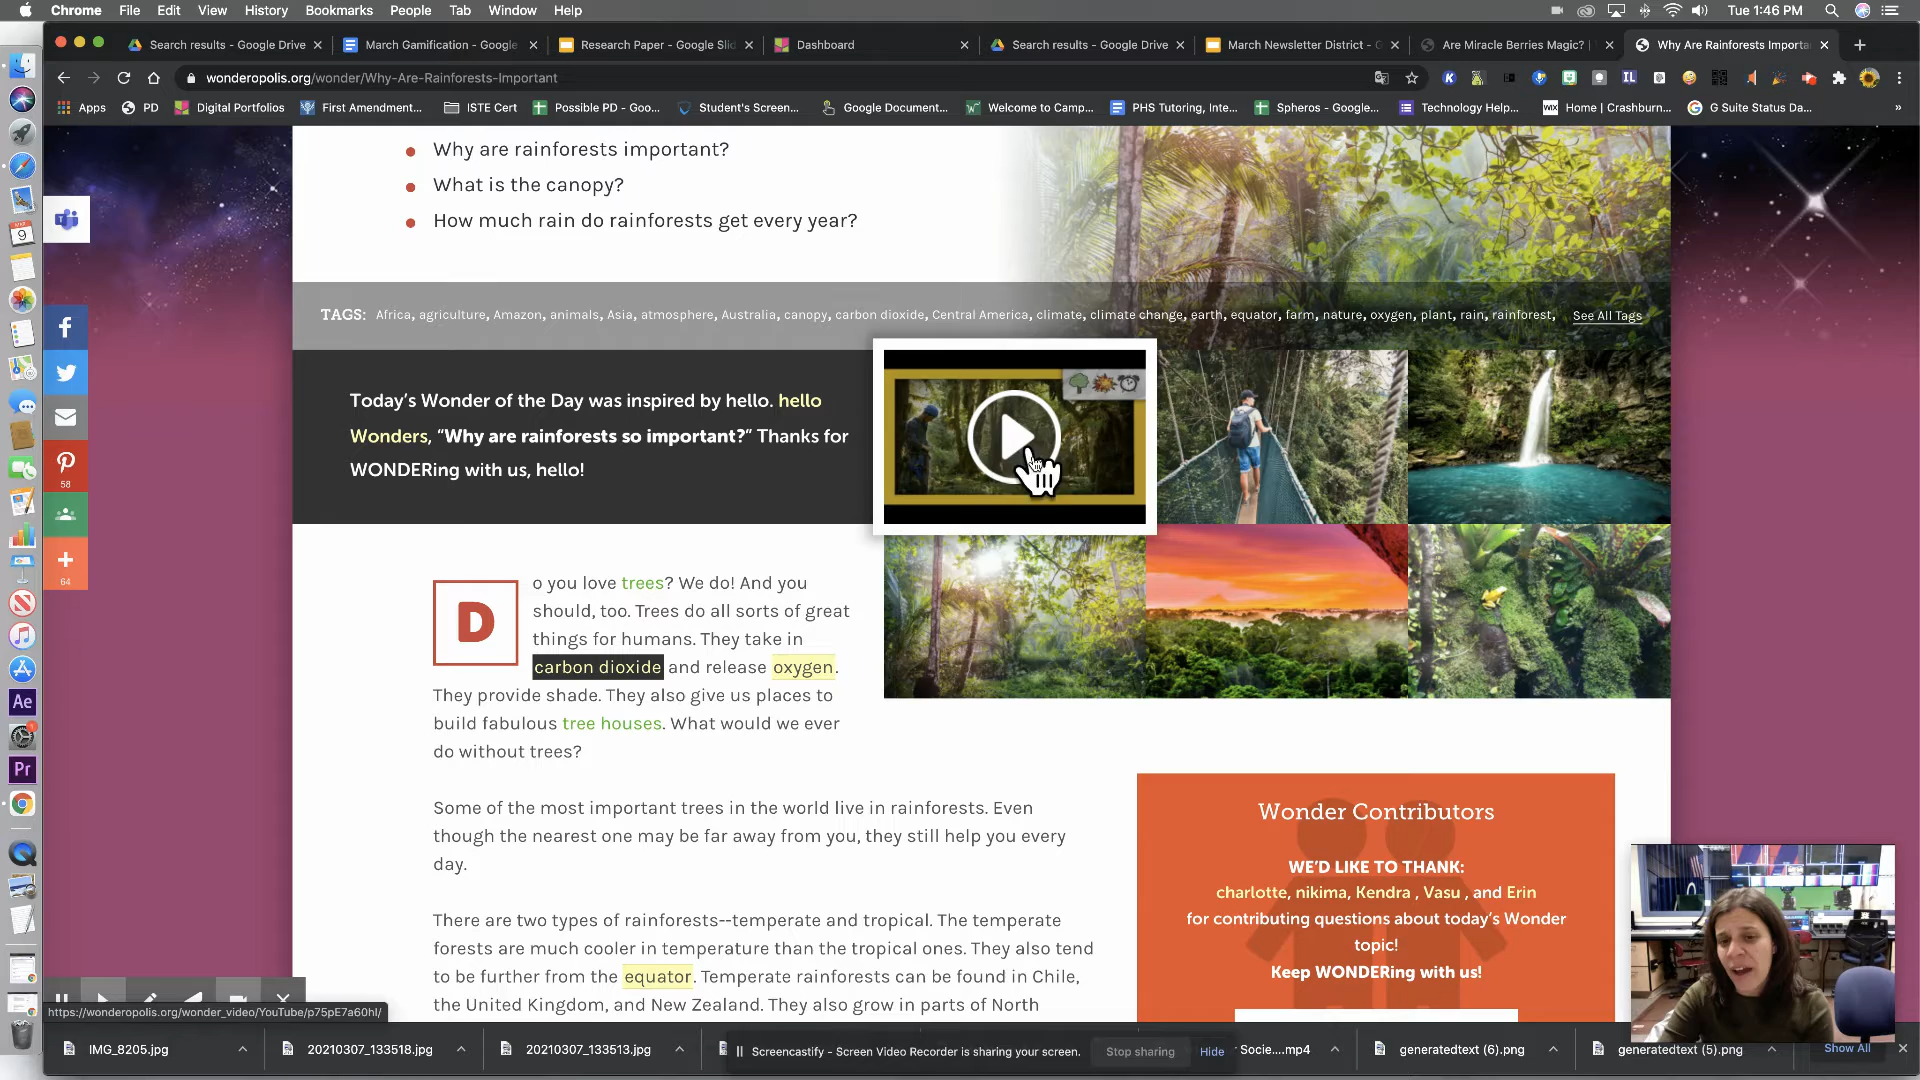 Chrome File Edit View History Bookmarks People Tab Window Help Tue 1:46 PM
Search results - Google Drive March Gamification - Google Research Paper - Google Slid Dashboard Search results - Google Drive March Newsletter District - G Are Miracle Berries Magic? | Why Are Rainforests Importa
wonderopolis.org/wonder/Why-Are-Rainforests-Important
Apps PD Digital Portfolios First Amendment... ISTE Cert Possible PD - Goo... Student's Screen... Google Document... Welcome to Camp... PHS Tutoring, Inte... Spheros - Google... Technology Help... Home | Crashburn... G Suite Status Da...
Why are rainforests important?
What is the canopy?
How much rain do rainforests get every year?
TAGS: Africa, agriculture, Amazon, animals, Asia, atmosphere, Australia, canopy, carbon dioxide, Central America, climate, climate change, earth, equator, farm, nature, oxygen, plant, rain, rainforest, See All Tags
Today's Wonder of the Day was inspired by hello. hello
Wonders, "Why are rainforests so important?" Thanks for
WONDERing with us, hello!
Do you love trees? We do! And you
should, too. Trees do all sorts of great
things for humans. They take in
carbon dioxide and release oxygen.
They provide shade. They also give us places to
build fabulous tree houses. What would we ever
do without trees?
Some of the most important trees in the world live in rainforests. Even
though the nearest one may be far away from you, they still help you every
day.
There are two types of rainforests--temperate and tropical. The temperate
forests are much cooler in temperature than the tropical ones. They also tend
to be further from the equator. Temperate rainforests can be found in Chile,
the United Kingdom, and New Zealand. They also grow in parts of North
Wonder Contributors
WE'D LIKE TO THANK:
charlotte, nikima, Kendra , Vasu , and Erin
for contributing questions about today's Wonder
topic!
Keep WONDERing with us!
58
64
9
Ae
Pr
https://wonderopolis.org/wonder_video/YouTube/p75pE7a60hI/
IMG_8205.jpg 20210307_133518.jpg 20210307_133513.jpg Screencastify - Screen Video Recorder is sharing your screen. Stop sharing Hide Socie....mp4 generatedtext (6).png generatedtext (5).png Show All